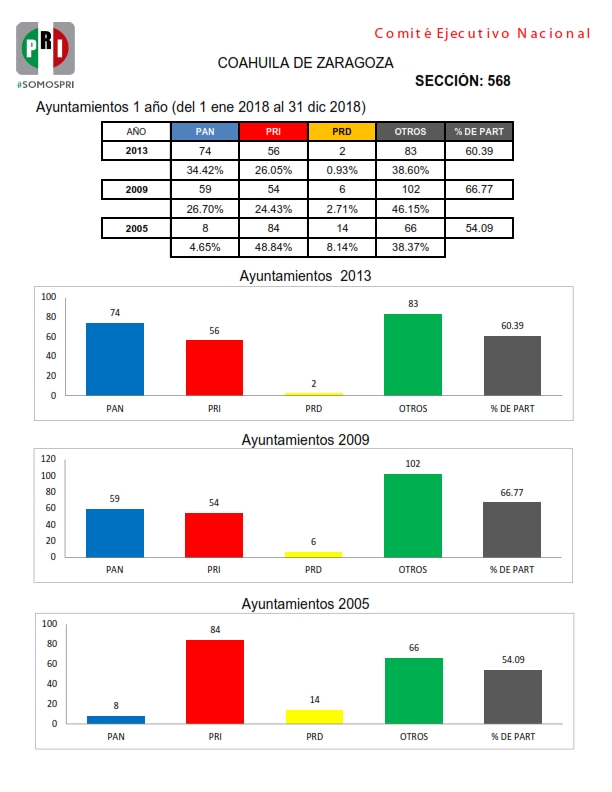 Comité Ejecutivo Nacional
PRI
#SOMOSPRI
COAHUILA DE ZARAGOZA
SECCIÓN: 568
Ayuntamientos 1 año (del 1 ene 2018 al 31 dic 2018)
AÑO PAN PRI PRD OTROS % DE PART
2013 74 56 2 83 60.39
34.42% 26.05% 0.93% 38.60%
2009 59 54 6 102 66.77
26.70% 24.43% 2.71% 46.15%
2005 8 84 14 66 54.09
4.65% 48.84% 8.14% 38.37%
Ayuntamientos 2013
100
80
60
40
20
0
74 56 2 83 60.39
PAN PRI PRD OTROS % DE PART
Ayuntamientos 2009
120
100
80
60
40
20
0
59 54 6 102 66.77
PAN PRI PRD OTROS % DE PART
Ayuntamientos 2005
100
80
60
40
20
0
8 84 14 66 54.09
PAN PRI PRD OTROS % DE PART